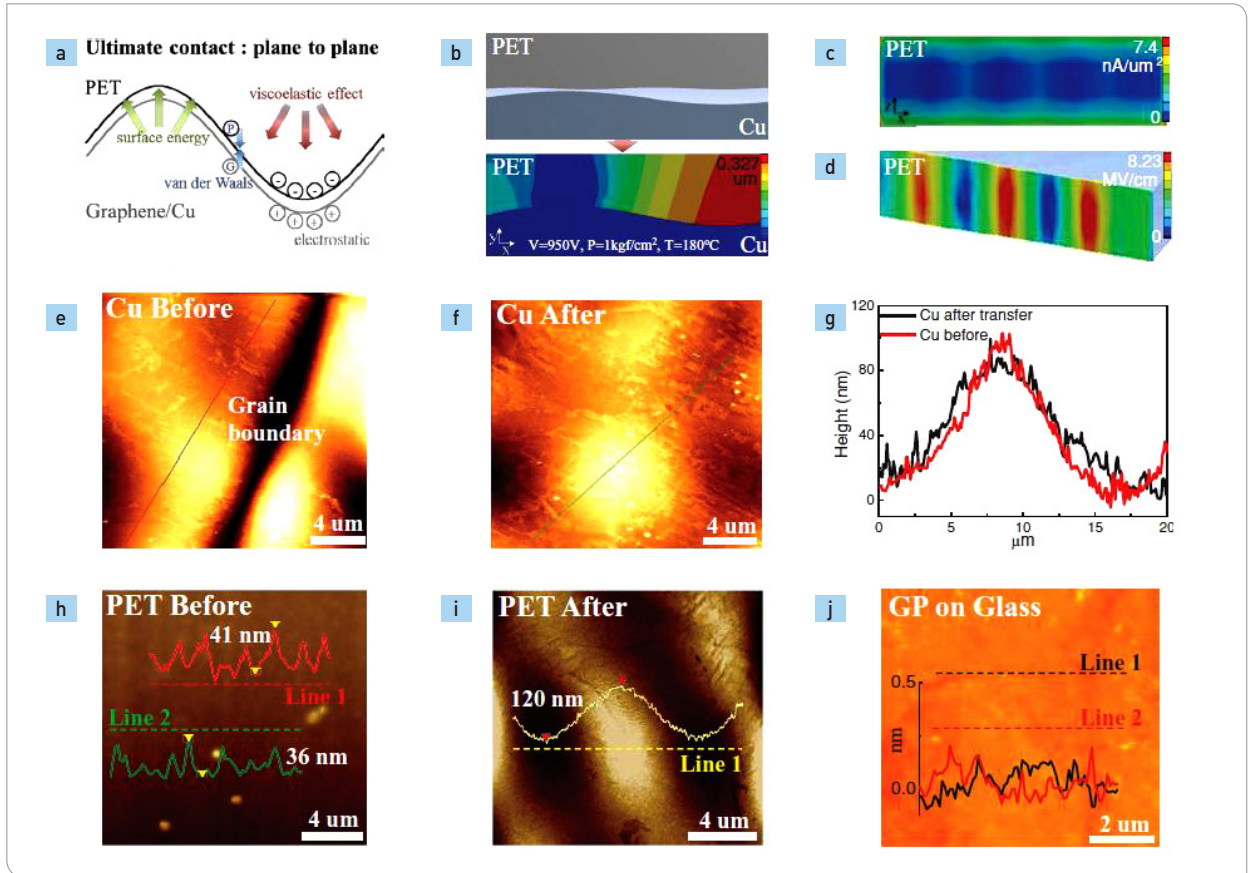 a
Ultimate contact : plane to plane
PET
viscoelastic effect
surface energy
P
G
van der Waals
- - - -
+ + + +
Graphene/Cu
electrostatic
b
PET
Cu
PET
0.327
um
y
x
V=950V, P=1kgf/cm², T=180°C
Cu
c
PET
7.4
nA/um²
x
0
d
PET
8.23
MV/cm
0
e
Cu Before
Grain
boundary
4 um
f
Cu After
4 um
g
Cu after transfer
Cu before
Height (nm)
120
80
40
0
0 5 10 15 20
µm
h
PET Before
41 nm
Line 1
Line 2
36 nm
4 um
i
PET After
120 nm
Line 1
4 um
j
GP on Glass
Line 1
0.5
Line 2
nm
0.0
2 um